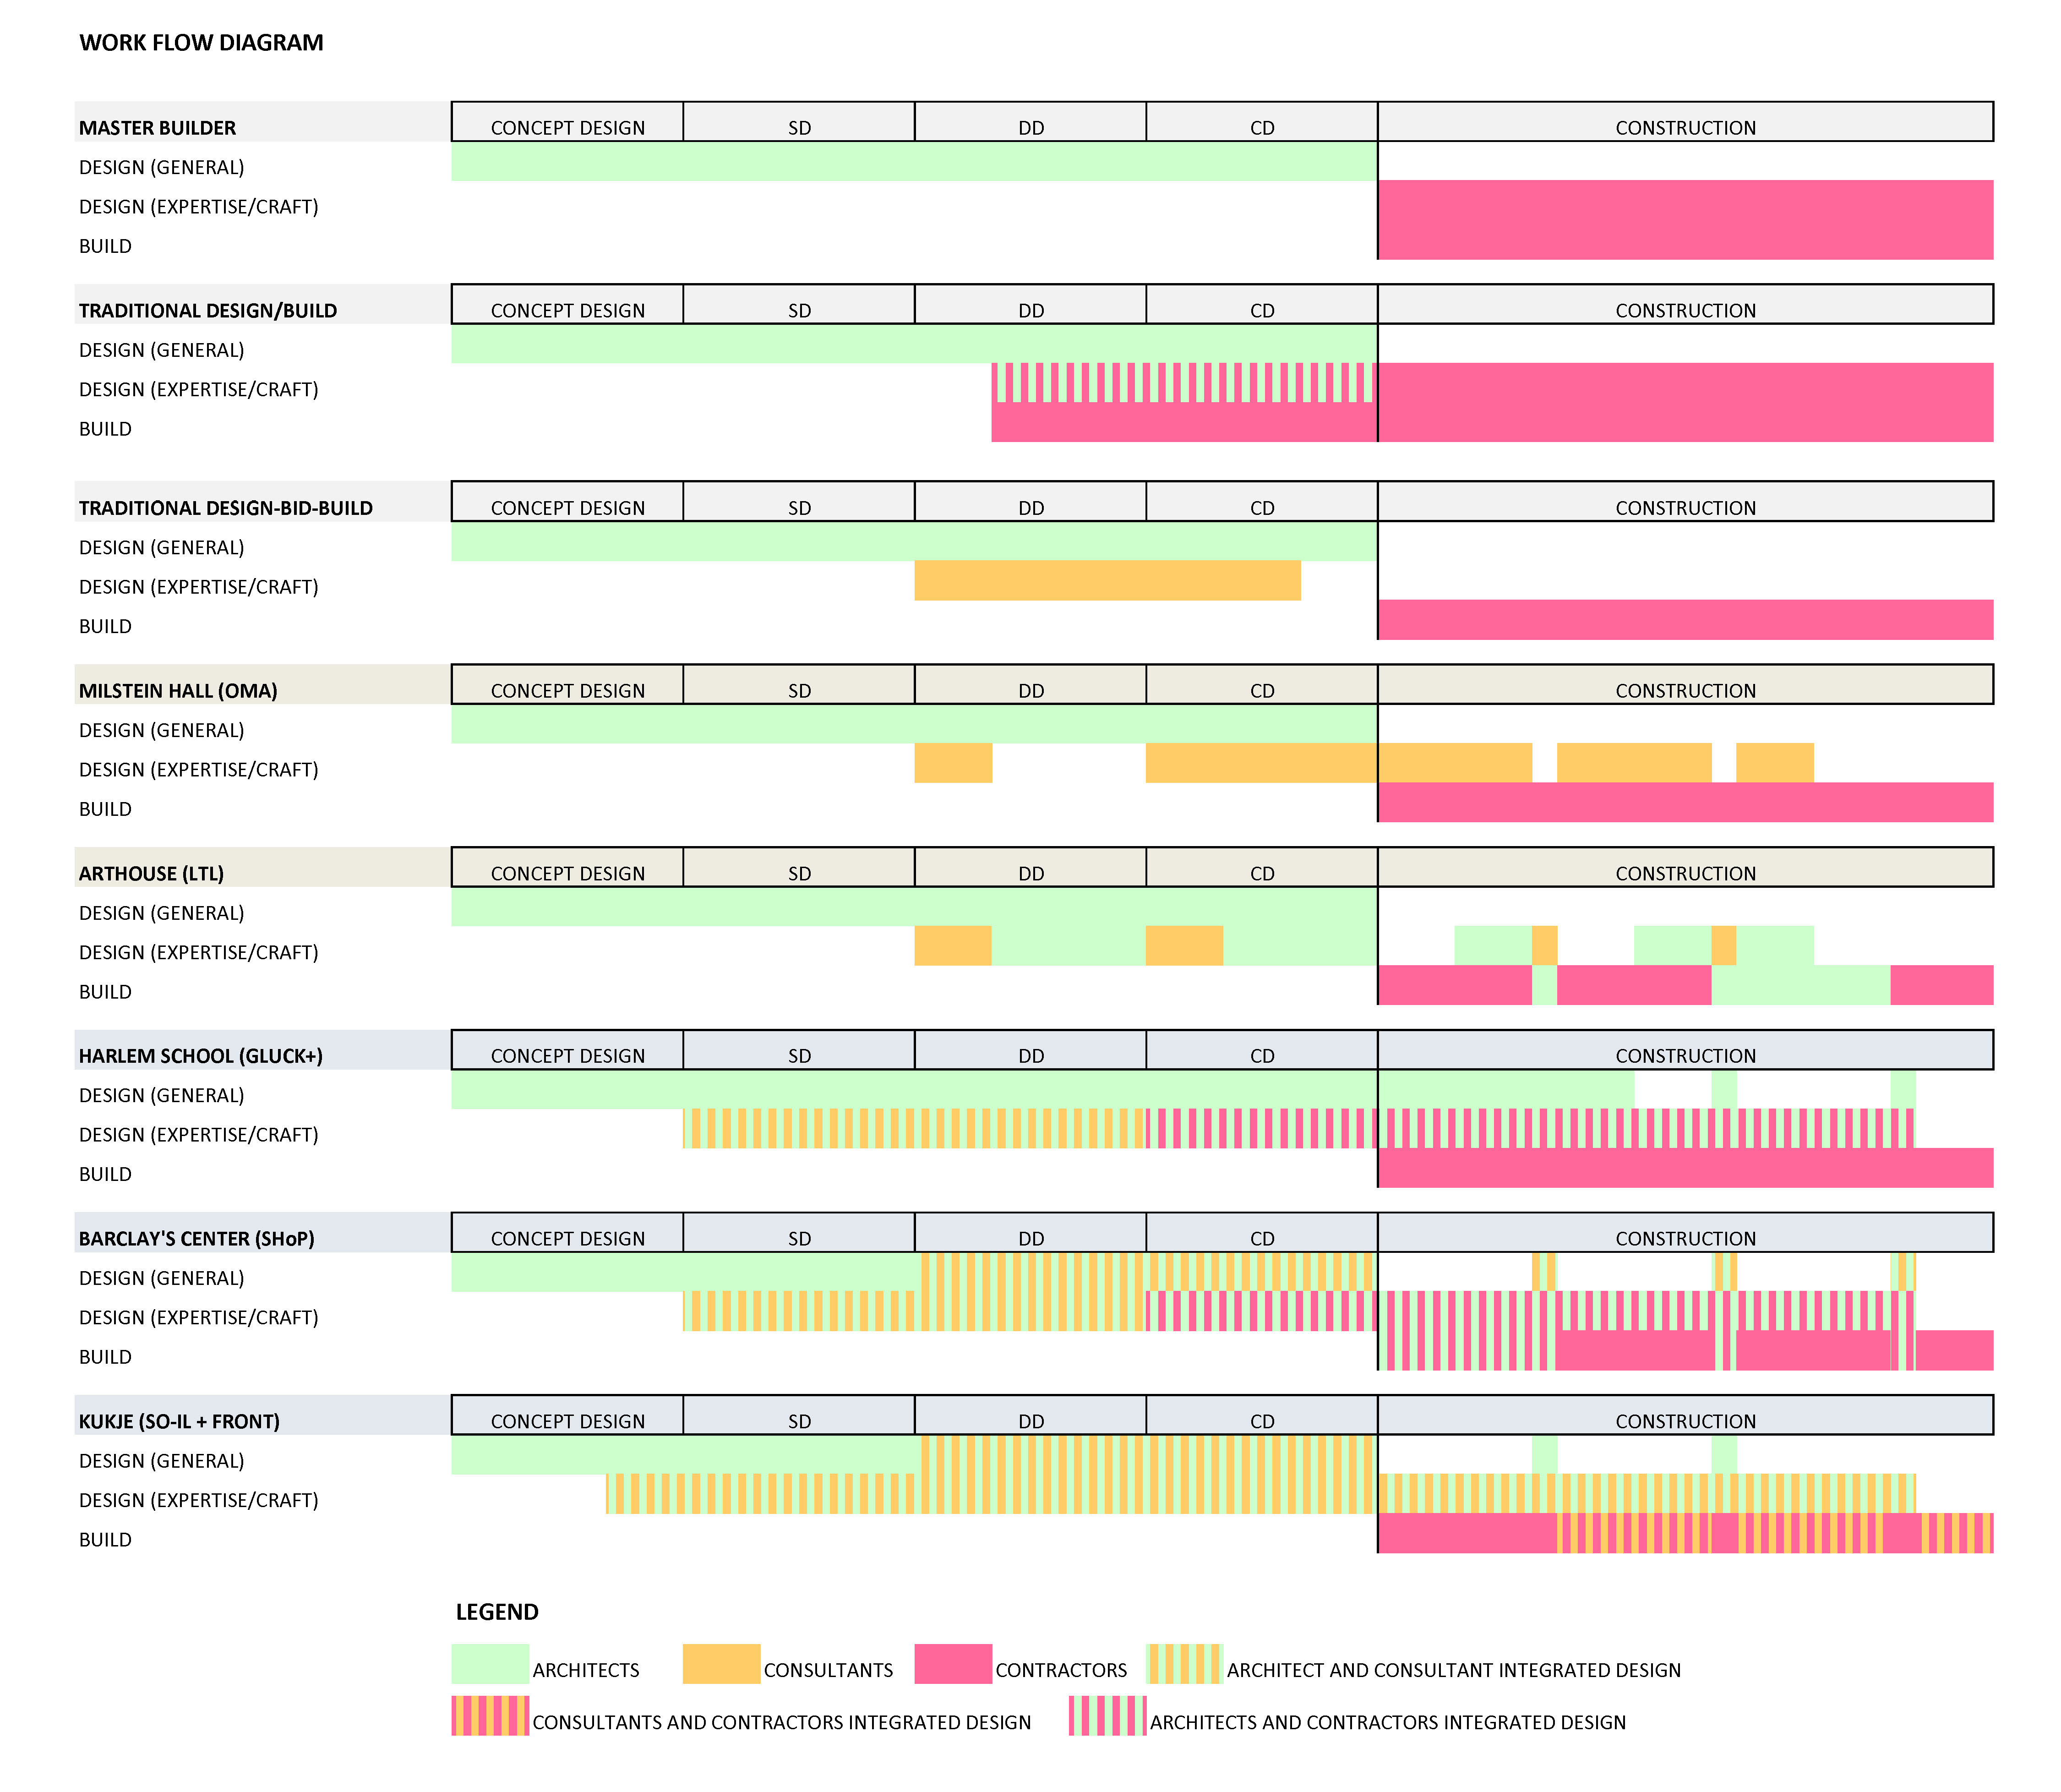 WORK FLOW DIAGRAM
MASTER BUILDER CONCEPT DESIGN SD DD CD CONSTRUCTION
DESIGN (GENERAL)
DESIGN (EXPERTISE/CRAFT)
BUILD
TRADITIONAL DESIGN/BUILD CONCEPT DESIGN SD DD CD CONSTRUCTION
DESIGN (GENERAL)
DESIGN (EXPERTISE/CRAFT)
BUILD
TRADITIONAL DESIGN-BID-BUILD CONCEPT DESIGN SD DD CD CONSTRUCTION
DESIGN (GENERAL)
DESIGN (EXPERTISE/CRAFT)
BUILD
MILSTEIN HALL (OMA) CONCEPT DESIGN SD DD CD CONSTRUCTION
DESIGN (GENERAL)
DESIGN (EXPERTISE/CRAFT)
BUILD
ARTHOUSE (LTL) CONCEPT DESIGN SD DD CD CONSTRUCTION
DESIGN (GENERAL)
DESIGN (EXPERTISE/CRAFT)
BUILD
HARLEM SCHOOL (GLUCK+) CONCEPT DESIGN SD DD CD CONSTRUCTION
DESIGN (GENERAL)
DESIGN (EXPERTISE/CRAFT)
BUILD
BARCLAY'S CENTER (SHoP) CONCEPT DESIGN SD DD CD CONSTRUCTION
DESIGN (GENERAL)
DESIGN (EXPERTISE/CRAFT)
BUILD
KUKJE (SO-IL + FRONT) CONCEPT DESIGN SD DD CD CONSTRUCTION
DESIGN (GENERAL)
DESIGN (EXPERTISE/CRAFT)
BUILD
LEGEND
ARCHITECTS CONSULTANTS CONTRACTORS ARCHITECT AND CONSULTANT INTEGRATED DESIGN
CONSULTANTS AND CONTRACTORS INTEGRATED DESIGN ARCHITECTS AND CONTRACTORS INTEGRATED DESIGN